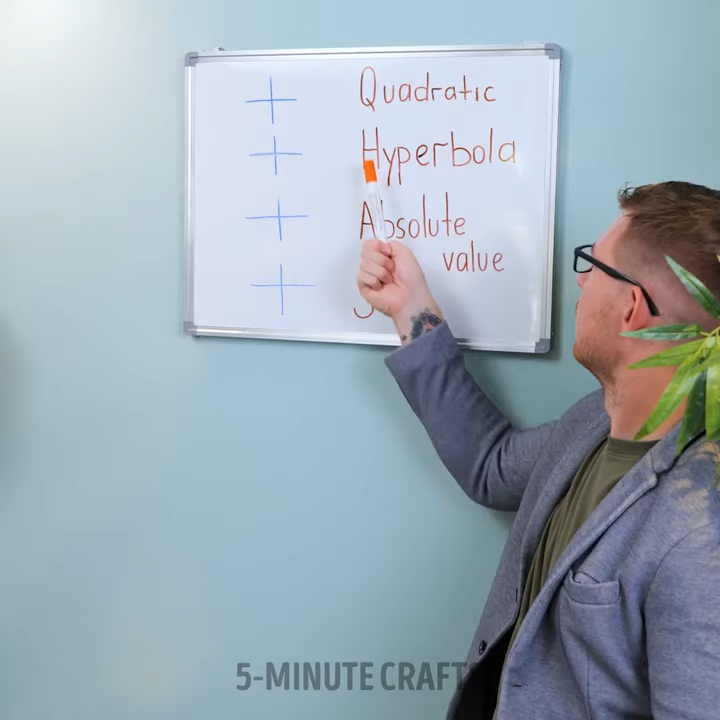 Quadratic
Hyperbola
Absolute
value
5-MINUTE CRAFTS